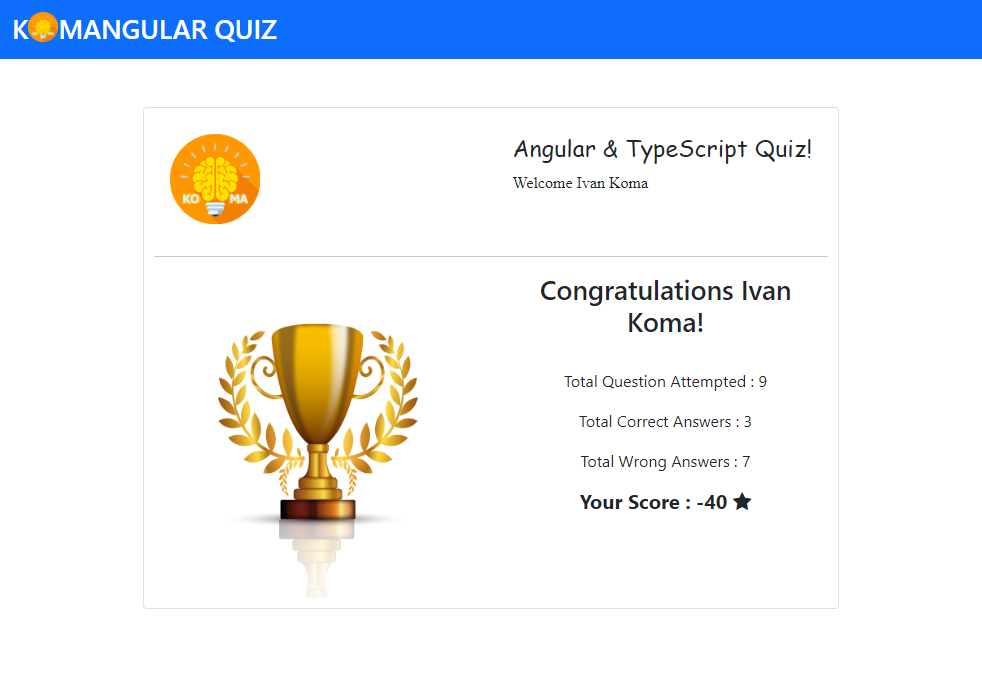 K MANGULAR QUIZ
KO MA
Angular & TypeScript Quiz!
Welcome Ivan Koma
Congratulations Ivan
Koma!
Total Question Attempted : 9
Total Correct Answers : 3
Total Wrong Answers : 7
Your Score : -40 ★